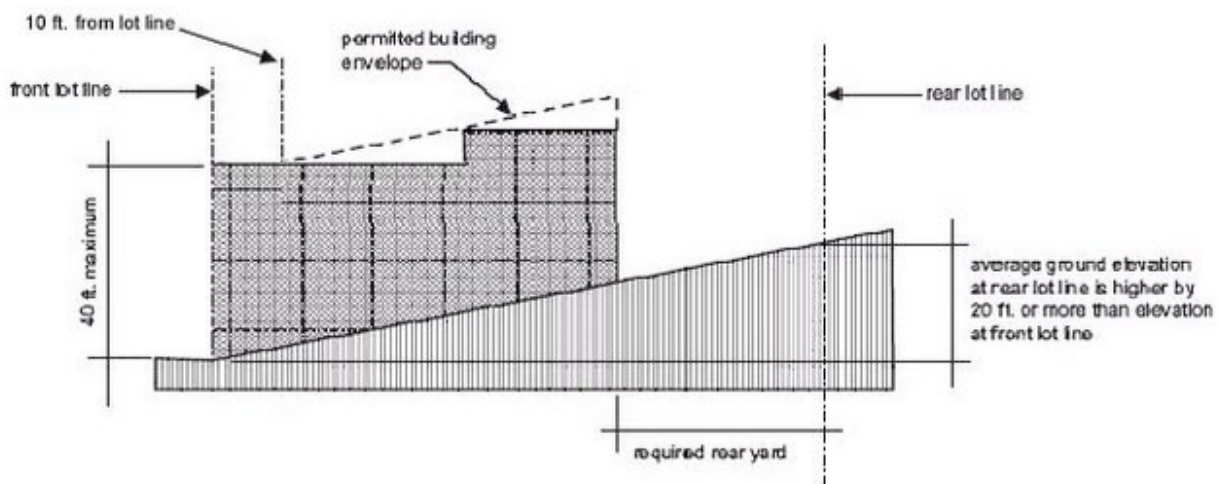 10 ft. from lot line
permitted building
envelope
front lot line
rear lot line
40 ft. maximum
average ground elevation
at rear lot line is higher by
20 ft. or more than elevation
at front lot line
required rear yard